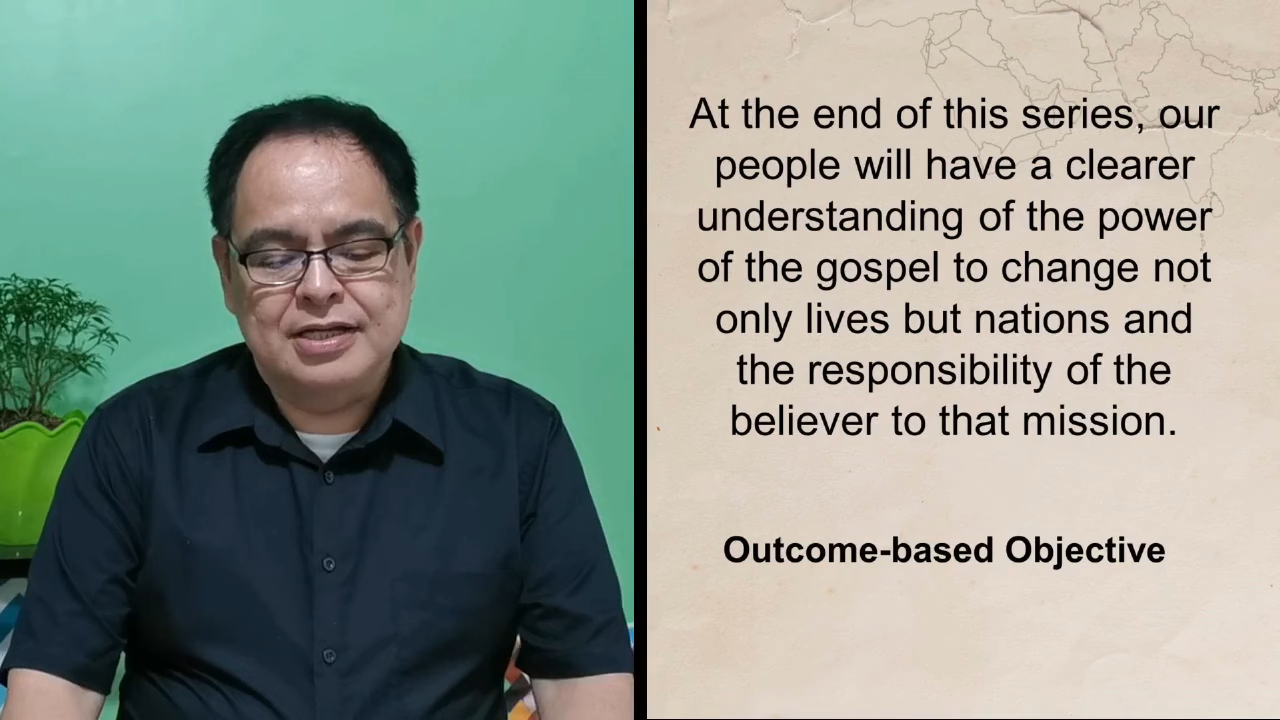 At the end of this series, our
people will have a clearer
understanding of the power
of the gospel to change not
only lives but nations and
the responsibility of the
believer to that mission.
Outcome-based Objective